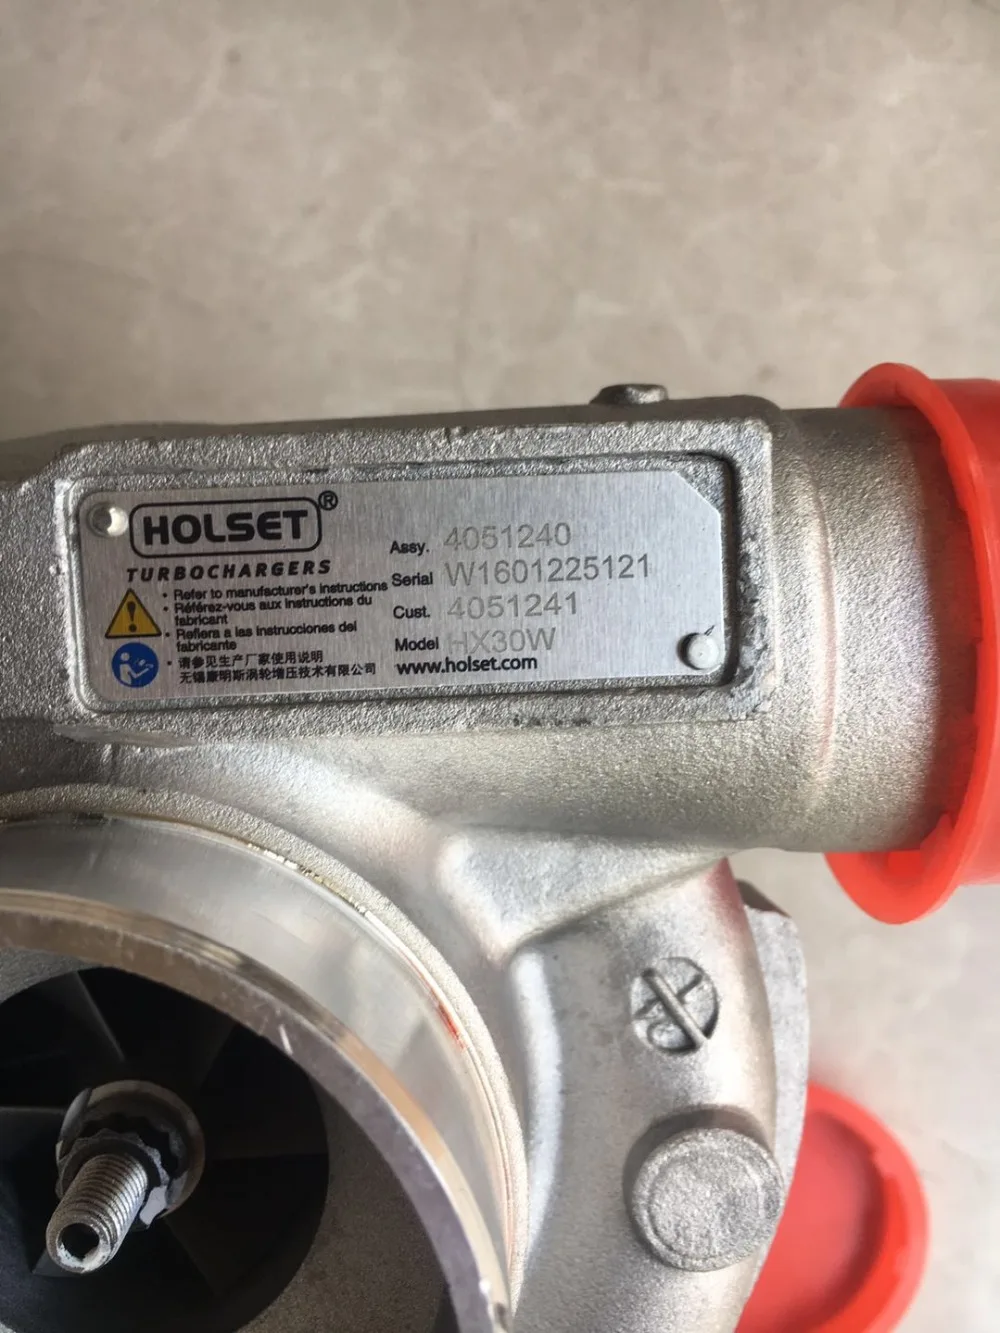 HOLSET®
TURBOCHARGERS
• Refer to manufacturer's instructions
• Référez-vous aux instructions du
fabricant
• Refiera a las instrucciones del
fabricante
• 请参见生产厂家使用说明
无锡康明斯涡轮增压技术有限公司
Assy. 4051240
Serial W1601225121
Cust. 4051241
Model HX30W
www.holset.com